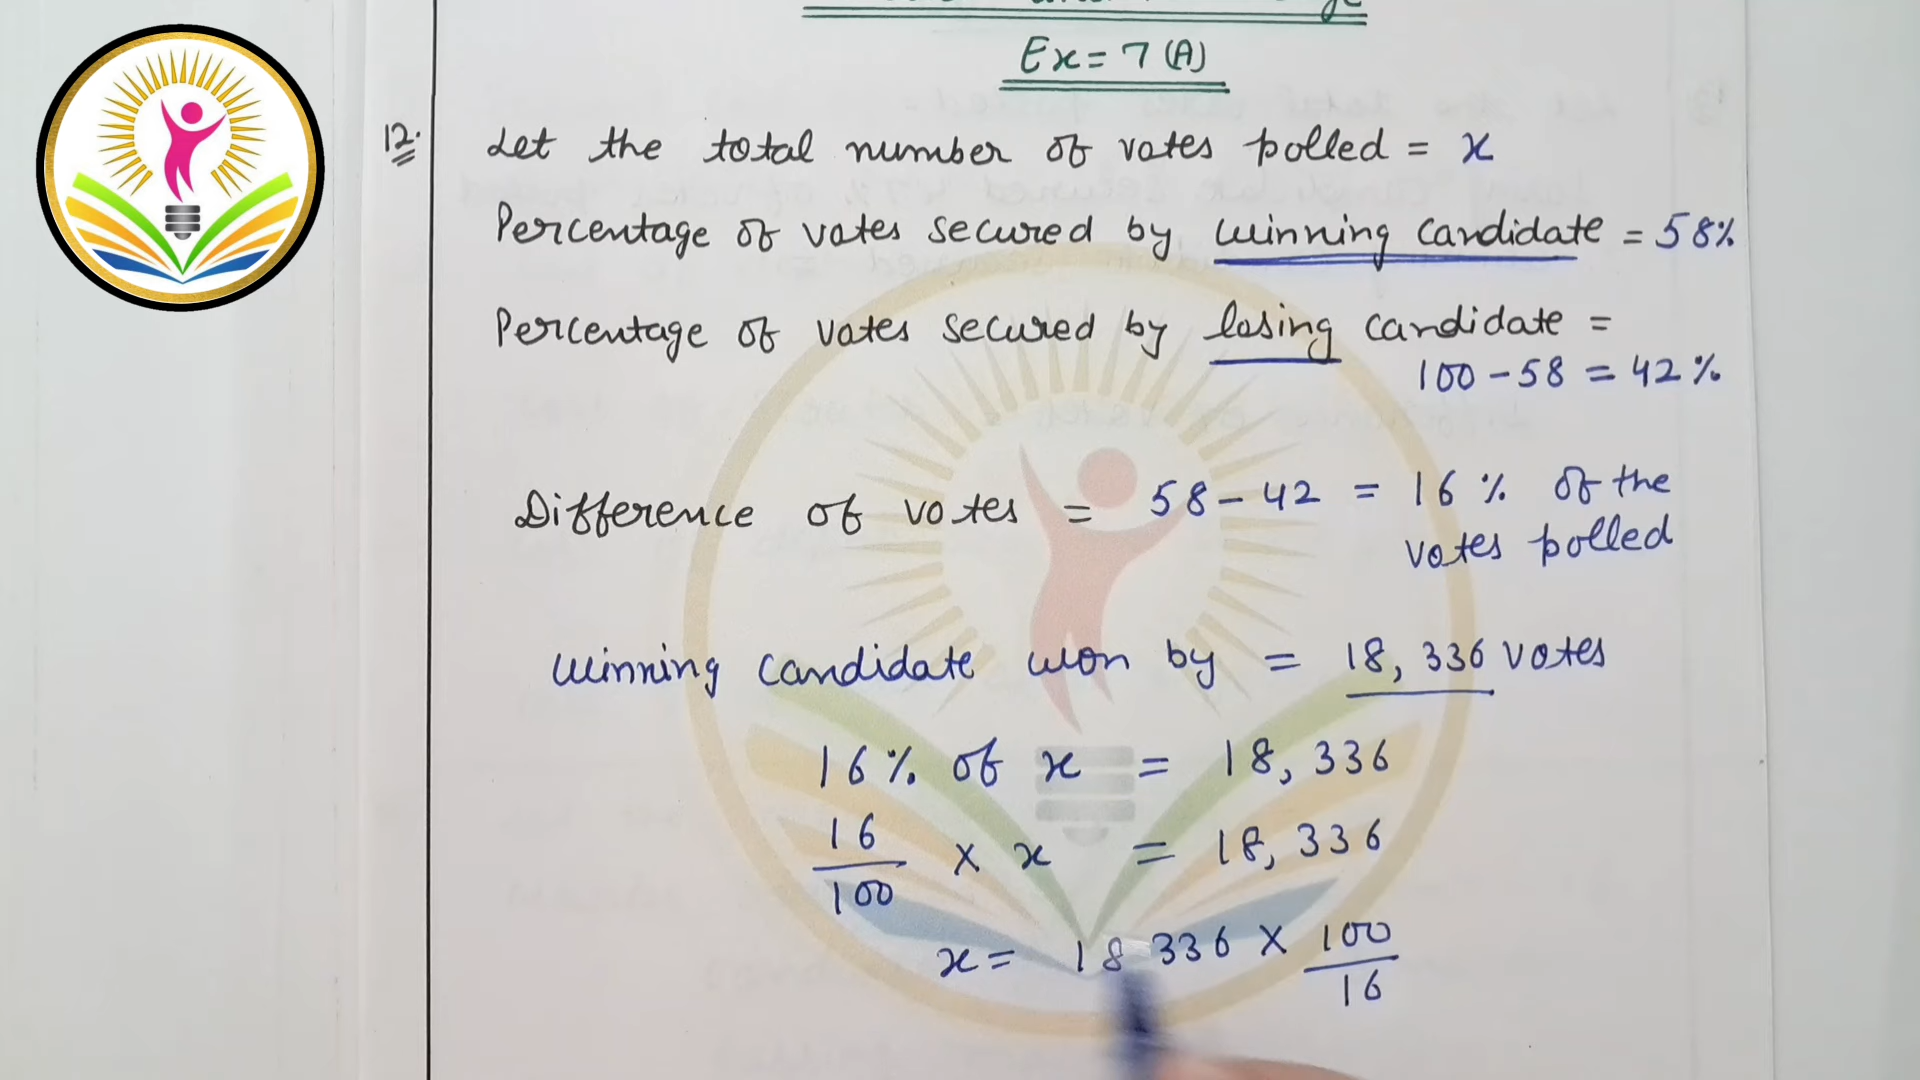 Ex = 7 (A)
12. Let the total number of votes polled = x
Percentage of votes secured by winning candidate = 58%
Percentage of votes secured by losing candidate =
100 - 58 = 42 %
Difference of votes = 58 - 42 = 16 % of the
votes polled
Winning candidate won by = 18, 336 votes
16% of x = 18, 336
16/100 × x = 18, 336
x = 18 336 × 100/16